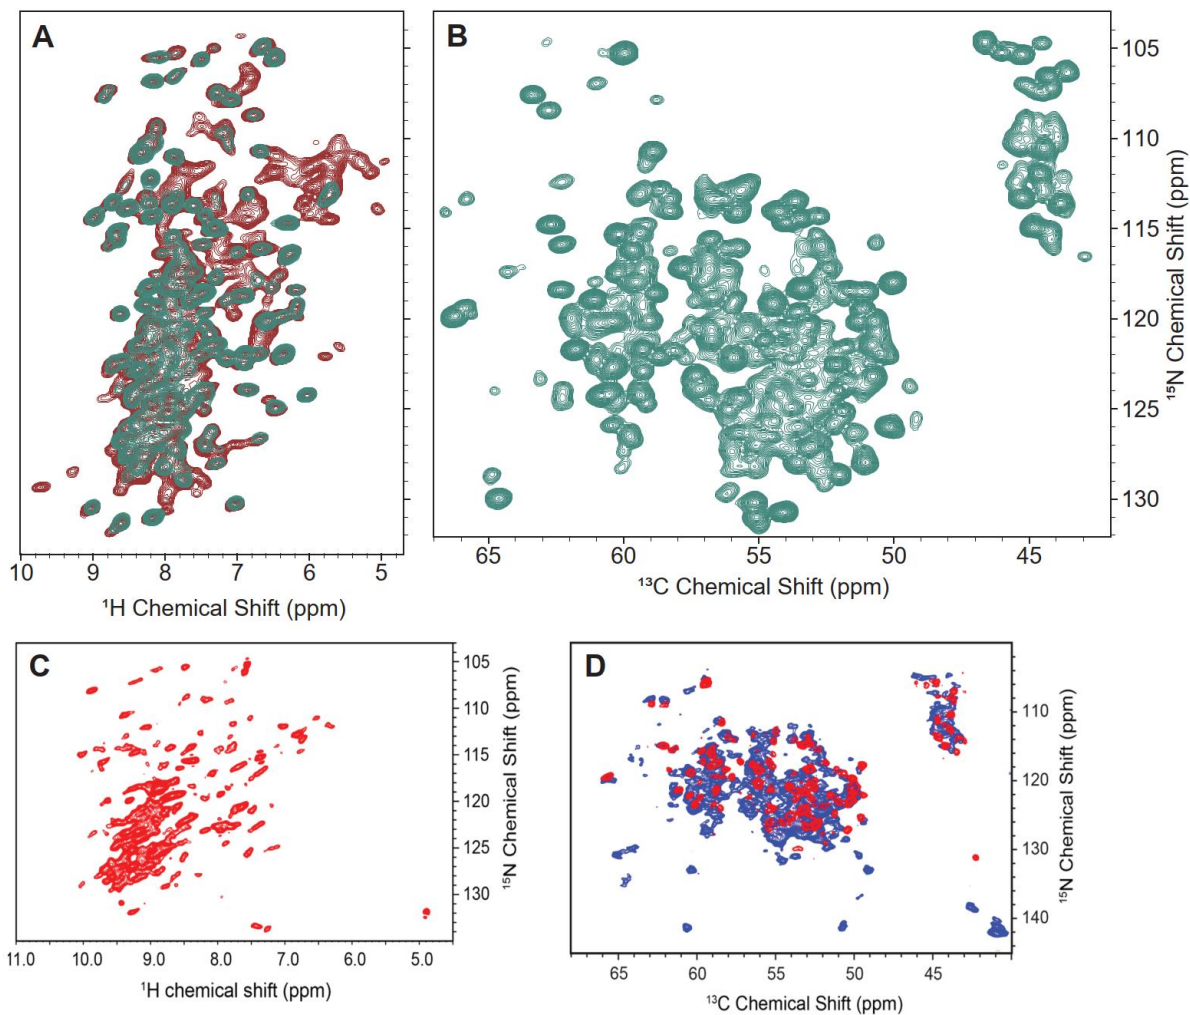 A
B
105
110
115
120
125
130
¹⁵N Chemical Shift (ppm)
10 9 8 7 6 5
¹H Chemical Shift (ppm)
65 60 55 50 45
¹³C Chemical Shift (ppm)
C
105
110
115
120
125
130
¹⁵N Chemical Shift (ppm)
11.0 10.0 9.0 8.0 7.0 6.0 5.0
¹H chemical shift (ppm)
D
110
120
130
140
¹⁵N Chemical Shift (ppm)
65 60 55 50 45
¹³C Chemical Shift (ppm)